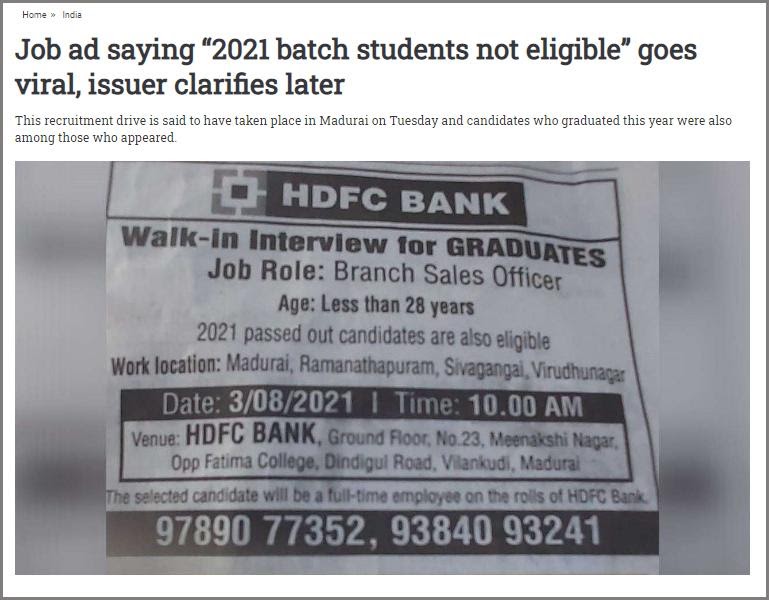 Home » India
Job ad saying “2021 batch students not eligible” goes
viral, issuer clarifies later
This recruitment drive is said to have taken place in Madurai on Tuesday and candidates who graduated this year were also
among those who appeared.
HDFC BANK
Walk-in Interview for GRADUATES
Job Role: Branch Sales Officer
Age: Less than 28 years
2021 passed out candidates are also eligible
Work location: Madurai, Ramanathapuram, Sivagangai, Virudhunagar
Date: 3/08/2021 | Time: 10.00 AM
Venue: HDFC BANK, Ground Floor, No.23, Meenakshi Nagar,
Opp Fatima College, Dindigul Road, Vilankudi, Madurai
The selected candidate will be a full-time employee on the rolls of HDFC Bank.
97890 77352, 93840 93241